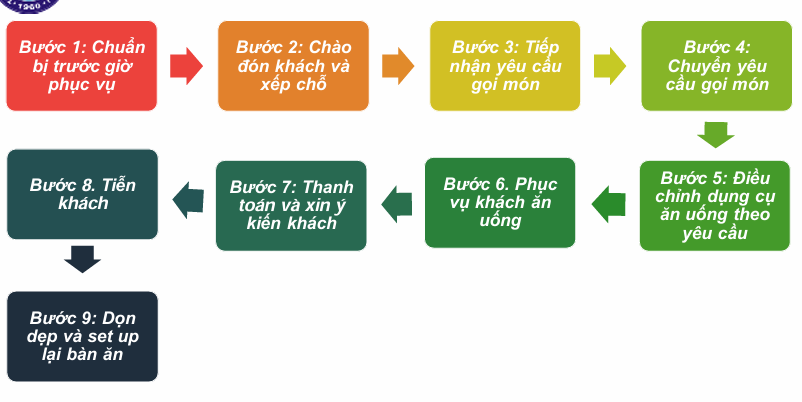 1960
Bước 1: Chuẩn
bị trước giờ
phục vụ
Bước 2: Chào
đón khách và
xếp chỗ
Bước 3: Tiếp
nhận yêu cầu
gọi món
Bước 4:
Chuyển yêu
cầu gọi món
Bước 5: Điều
chỉnh dụng cụ
ăn uống theo
yêu cầu
Bước 6. Phục
vụ khách ăn
uống
Bước 7: Thanh
toán và xin ý
kiến khách
Bước 8. Tiễn
khách
Bước 9: Dọn
dẹp và set up
lại bàn ăn